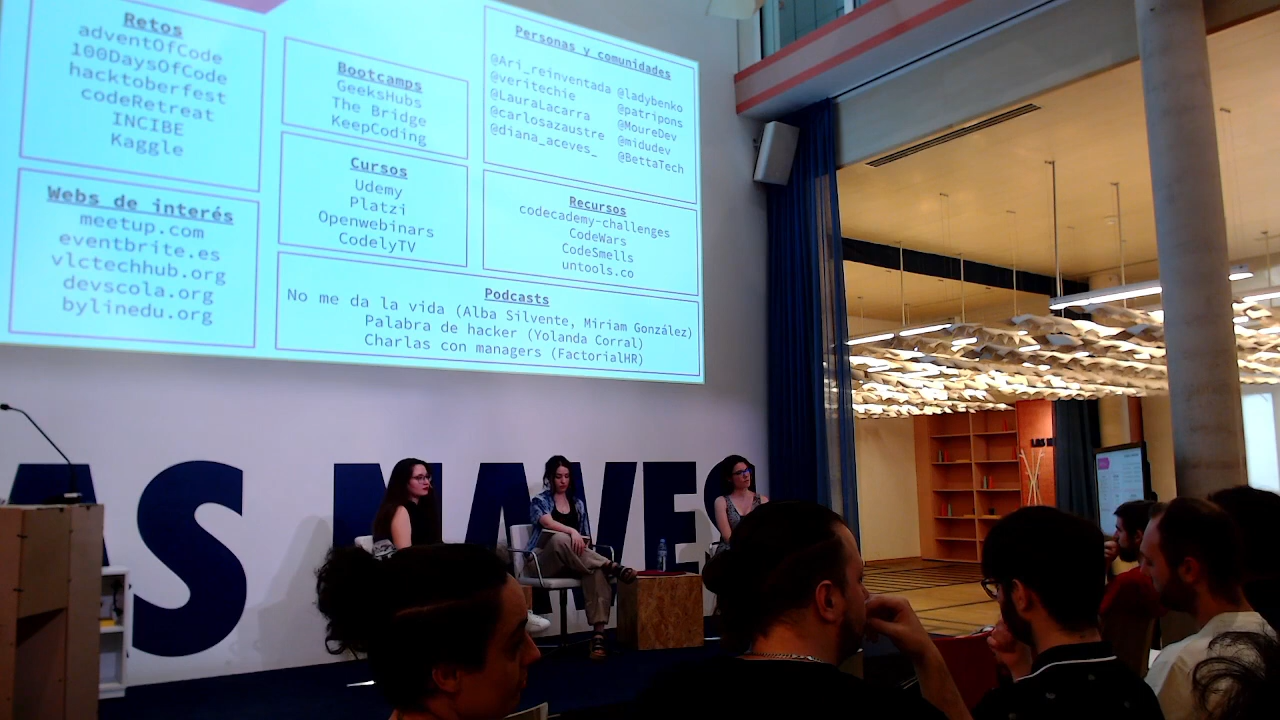 Retos
adventOfCode
100DaysOfCode
hacktoberfest
codeRetreat
INCIBE
Kaggle
Webs de interés
meetup.com
eventbrite.es
vlctechhub.org
devscola.org
bylinedu.org
Bootcamps
GeeksHubs
The Bridge
KeepCoding
Cursos
Udemy
Platzi
Openwebinars
CodelyTV
Personas y comunidades
@Ari_reinventada @ladybenko
@veritechie @patripons
@LauraLacarra @MoureDev
@carlosazaustre @midudev
@diana_aceves_ @BettaTech
Recursos
codecademy-challenges
CodeWars
CodeSmells
untools.co
Podcasts
No me da la vida (Alba Silvente, Miriam González)
Palabra de hacker (Yolanda Corral)
Charlas con managers (FactorialHR)
AS NAVES